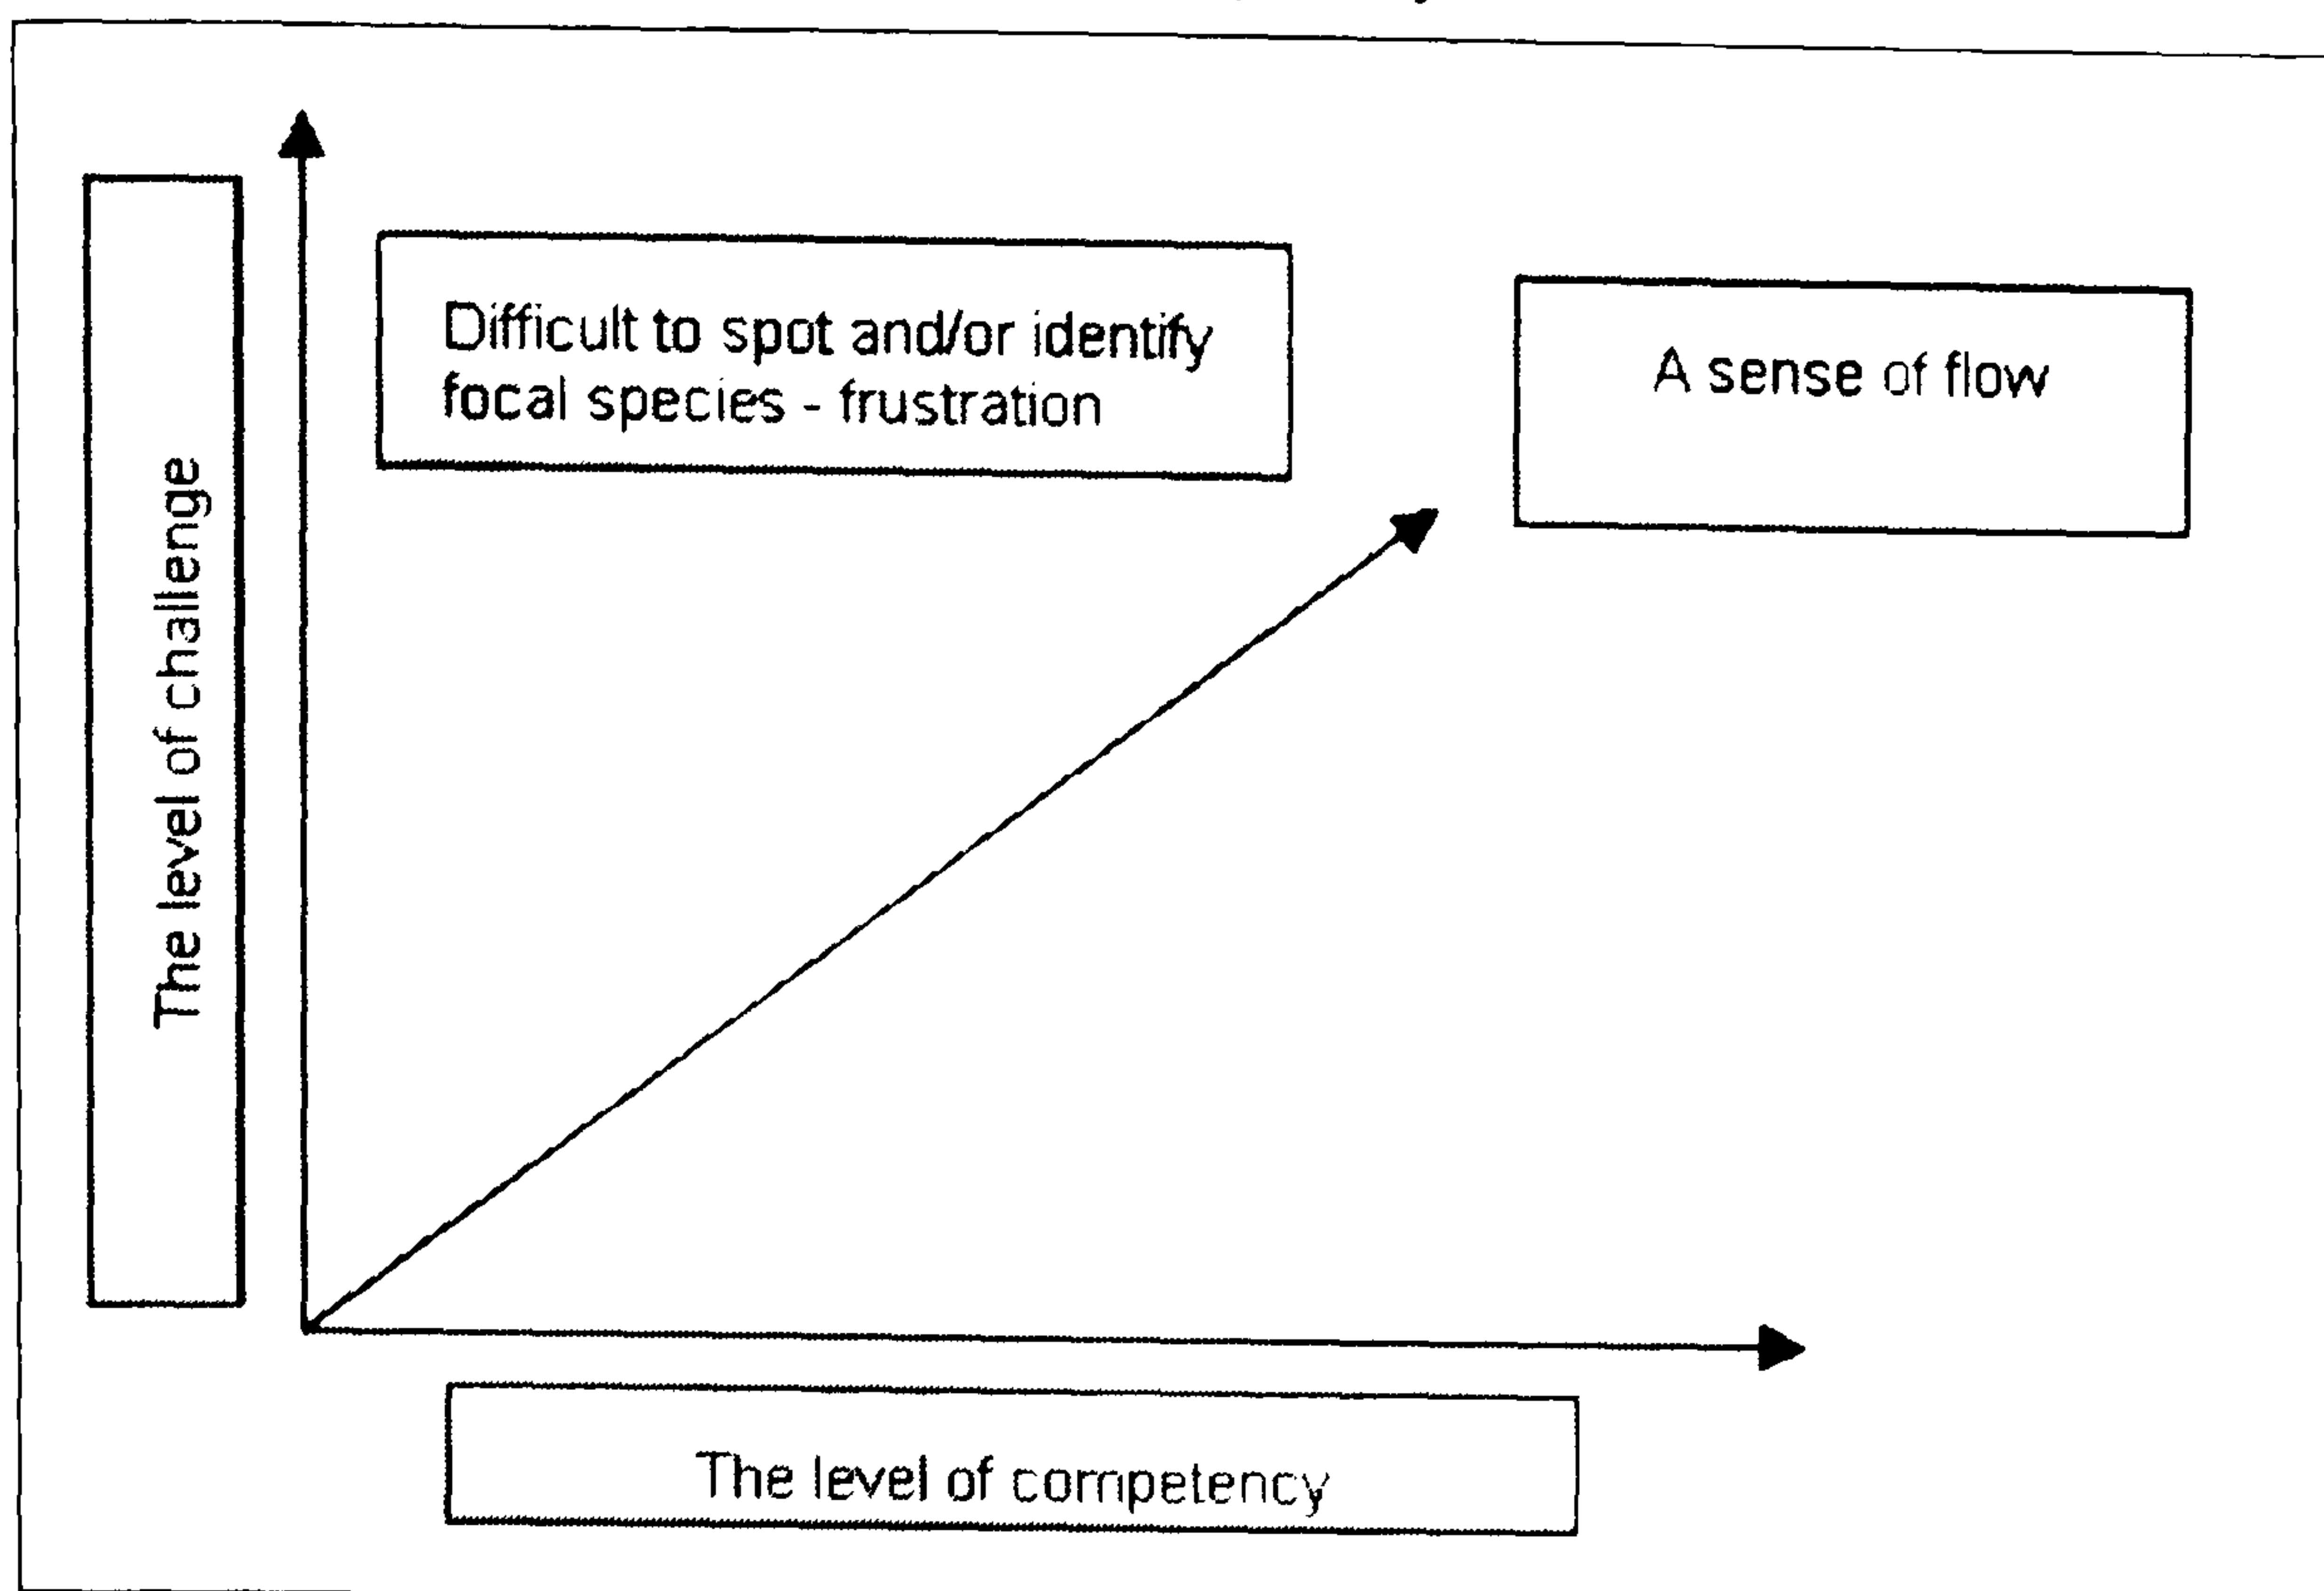 Difficult to spot and/or identify
focal species - frustration
A sense of flow
The level of challenge
The level of competency